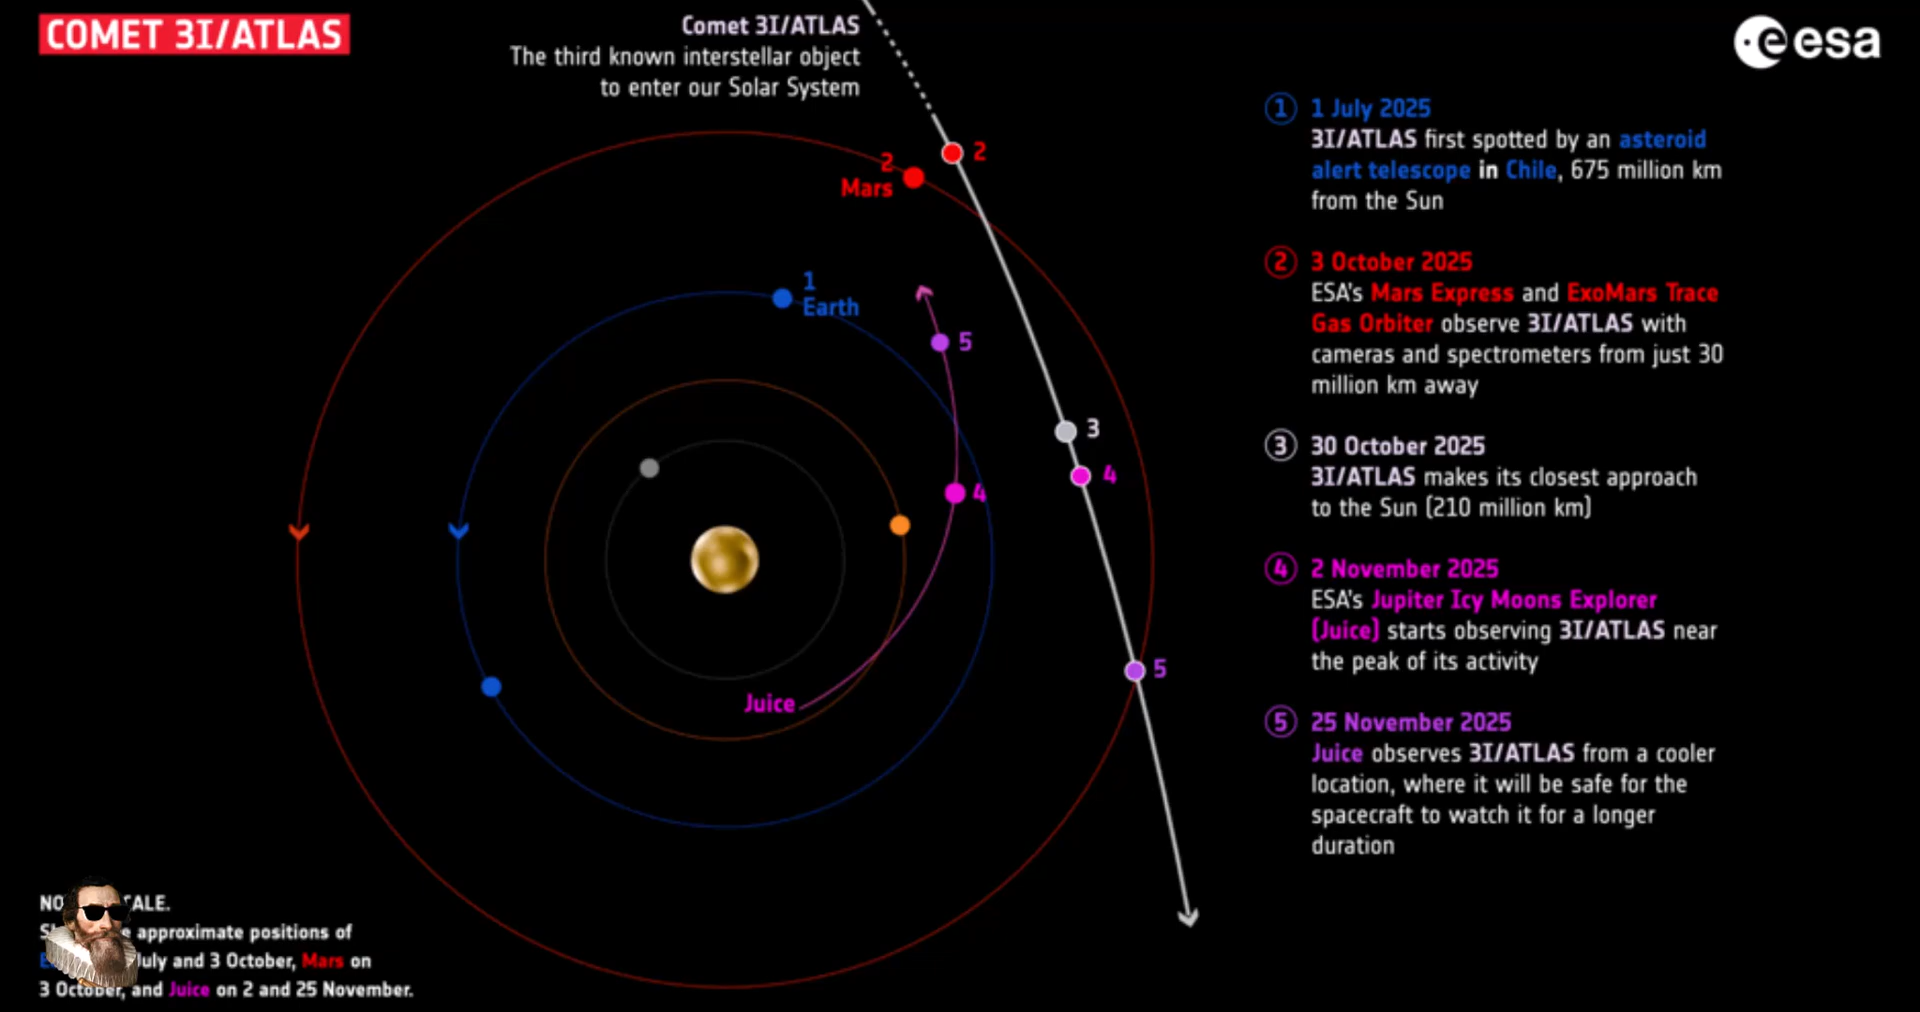 COMET 3I/ATLAS
Comet 3I/ATLAS
The third known interstellar object
to enter our Solar System
esa
2
2
Mars
1
Earth
5
3
4
4
5
Juice
1 1 July 2025
3I/ATLAS first spotted by an asteroid
alert telescope in Chile, 675 million km
from the Sun
2 3 October 2025
ESA's Mars Express and ExoMars Trace
Gas Orbiter observe 3I/ATLAS with
cameras and spectrometers from just 30
million km away
3 30 October 2025
3I/ATLAS makes its closest approach
to the Sun (210 million km)
4 2 November 2025
ESA's Jupiter Icy Moons Explorer
(Juice) starts observing 3I/ATLAS near
the peak of its activity
5 25 November 2025
Juice observes 3I/ATLAS from a cooler
location, where it will be safe for the
spacecraft to watch it for a longer
duration
approximate positions of
July and 3 October, Mars on
3 October, and Juice on 2 and 25 November.